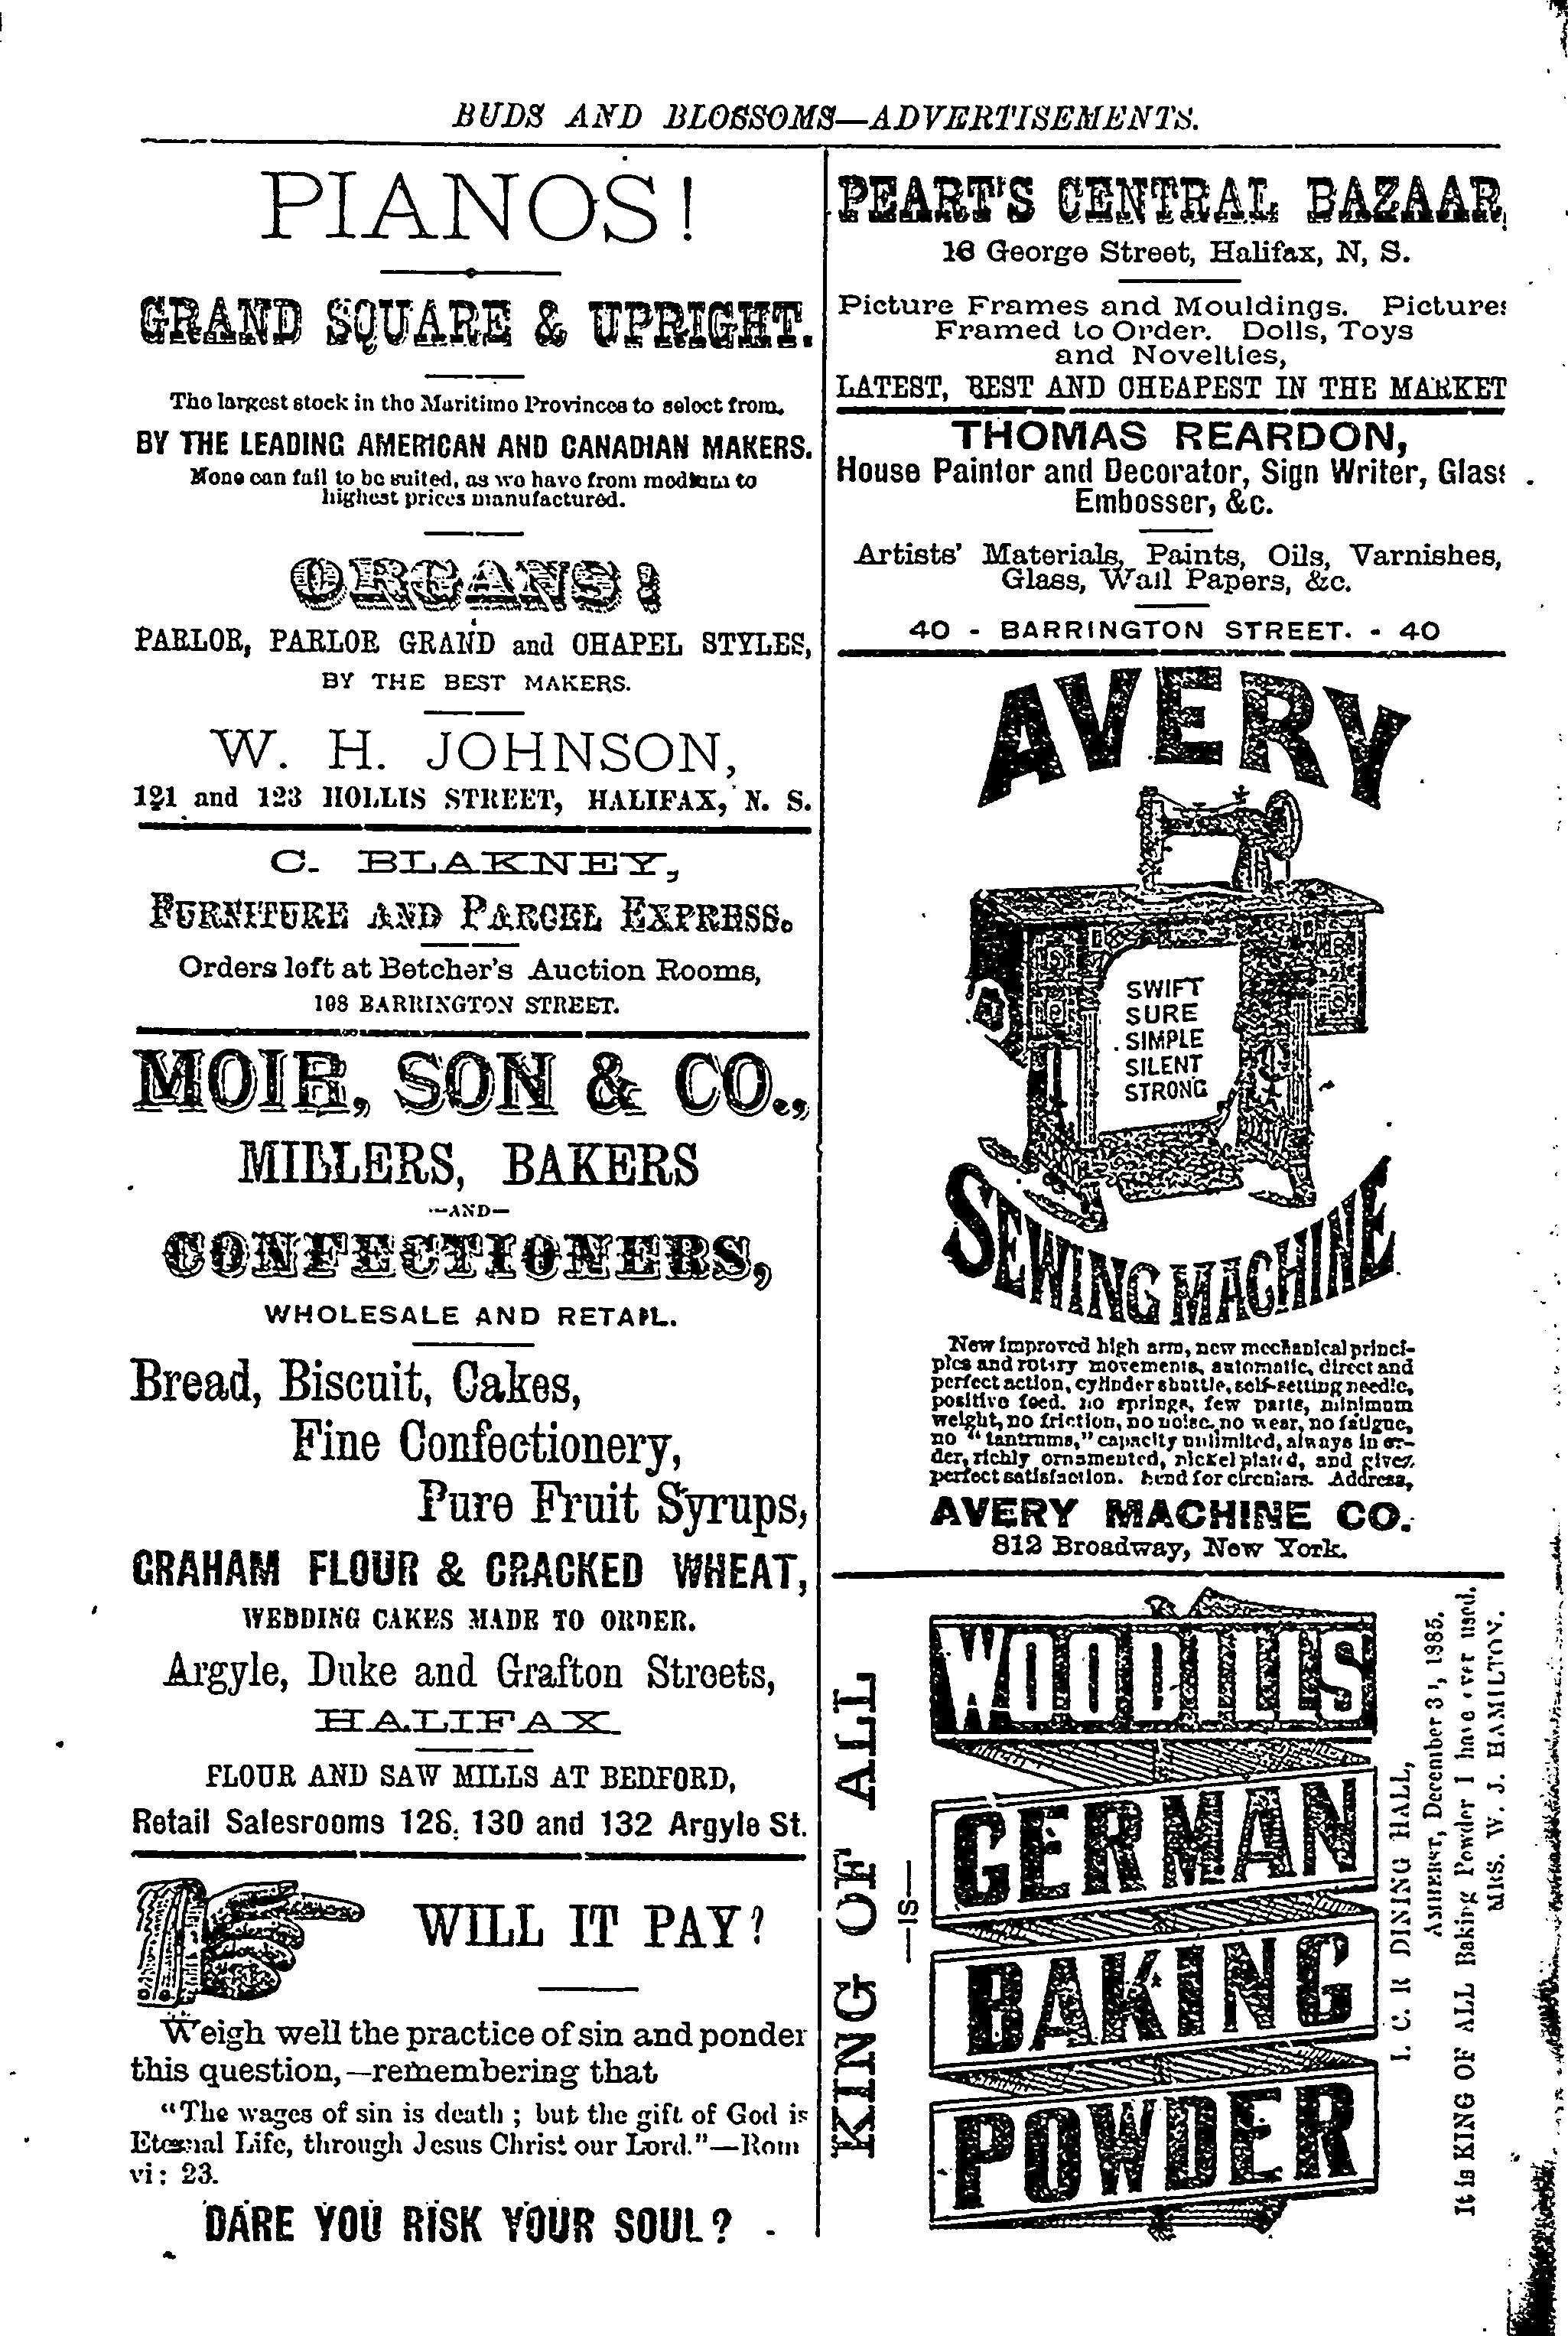 BUDS AND BLOSSOMS—ADVERTISEMENTS.
PIANOS!
GRAND SQUARE & UPRIGHT.
The largest stock in the Maritime Provinces to select from.
BY THE LEADING AMERICAN AND CANADIAN MAKERS.
None can fail to be suited, as we have from medium to
highest prices manufactured.
ORGANS!
PARLOR, PARLOR GRAND and CHAPEL STYLES,
BY THE BEST MAKERS.
W. H. JOHNSON,
121 and 123 HOLLIS STREET, HALIFAX, N. S.
C. BLAKNEY,
FURNITURE AND PARCEL EXPRESS.
Orders left at Betcher's Auction Rooms,
108 BARRINGTON STREET.
MOIR, SON & CO.,
MILLERS, BAKERS
—AND—
CONFECTIONERS,
WHOLESALE AND RETAIL.
Bread, Biscuit, Cakes,
Fine Confectionery,
Pure Fruit Syrups,
GRAHAM FLOUR & CRACKED WHEAT,
WEDDING CAKES MADE TO ORDER.
Argyle, Duke and Grafton Streets,
HALIFAX.
FLOUR AND SAW MILLS AT BEDFORD,
Retail Salesrooms 128, 130 and 132 Argyle St.
WILL IT PAY?
Weigh well the practice of sin and ponder
this question,—remembering that
"The wages of sin is death; but the gift of God is
Eternal Life, through Jesus Christ our Lord."—Rom
vi: 23.
DARE YOU RISK YOUR SOUL?
PEART'S CENTRAL BAZAAR,
16 George Street, Halifax, N, S.
Picture Frames and Mouldings. Pictures
Framed to Order. Dolls, Toys
and Novelties,
LATEST, BEST AND CHEAPEST IN THE MARKET
THOMAS REARDON,
House Painter and Decorator, Sign Writer, Glass
Embosser, &c.
Artists' Materials, Paints, Oils, Varnishes,
Glass, Wall Papers, &c.
40 - BARRINGTON STREET. - 40
AVERY
SWIFT
SURE
SIMPLE
SILENT
STRONG
SEWING MACHINE
New improved high arm, new mechanical princi-
ples and rotary movements, automatic, direct and
perfect action, cylinder shuttle, self-setting needle,
positive feed. no springs, few parts, minimum
weight, no friction, no noise, no wear, no fatigue,
no "tantrums," capacity unlimited, always in or-
der, richly ornamented, nickel plated, and gives
perfect satisfaction. Send for circulars. Address,
AVERY MACHINE CO.
812 Broadway, New York.
KING OF ALL
—IS—
WOODILL'S
GERMAN
BAKING
POWDER
I. C. R DINING HALL,
AMHERST, December 31, 1885.
It is KING OF ALL Baking Powder I have ever used.
MRS. W. J. HAMILTON.